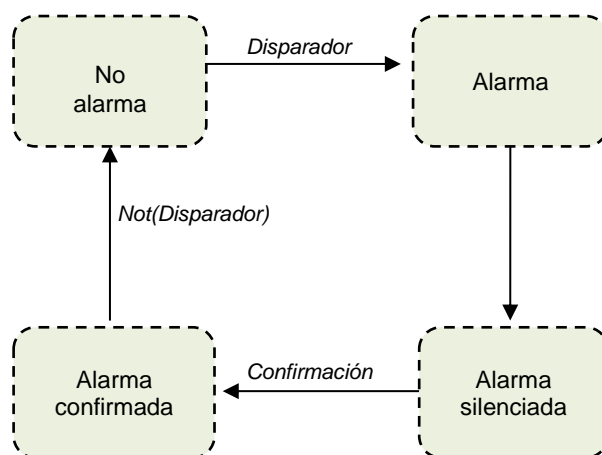 Disparador
No
alarma
Alarma
Not(Disparador)
Confirmación
Alarma
confirmada
Alarma
silenciada